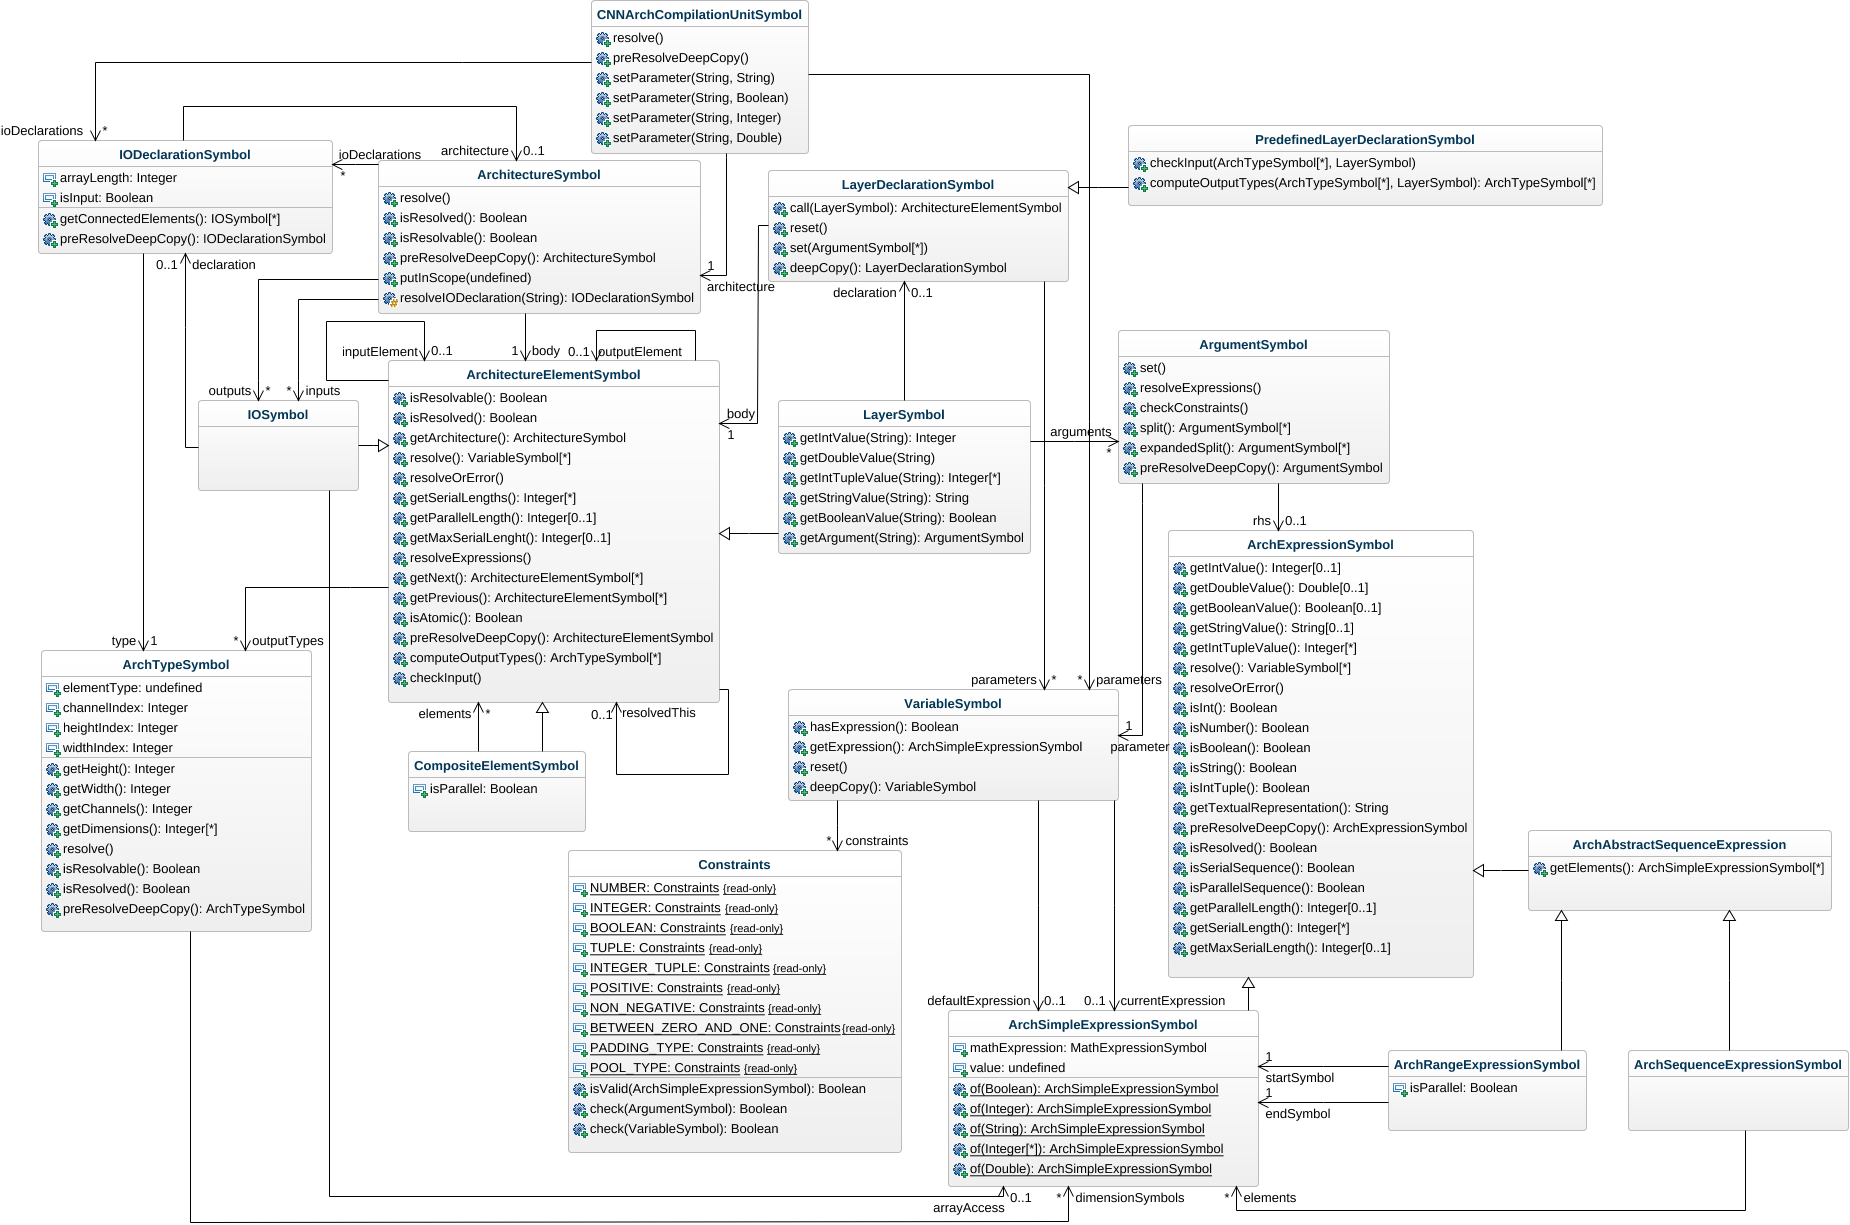 CNNArchCompilationUnitSymbol
resolve()
preResolveDeepCopy()
setParameter(String, String)
setParameter(String, Boolean)
setParameter(String, Integer)
setParameter(String, Double)
ioDeclarations *
IODeclarationSymbol
arrayLength: Integer
isInput: Boolean
getConnectedElements(): IOSymbol[*]
preResolveDeepCopy(): IODeclarationSymbol
ioDeclarations
*
architecture 0..1
ArchitectureSymbol
resolve()
isResolved(): Boolean
isResolvable(): Boolean
preResolveDeepCopy(): ArchitectureSymbol
putInScope(undefined)
resolveIODeclaration(String): IODeclarationSymbol
1
architecture
LayerDeclarationSymbol
call(LayerSymbol): ArchitectureElementSymbol
reset()
set(ArgumentSymbol[*])
deepCopy(): LayerDeclarationSymbol
PredefinedLayerDeclarationSymbol
checkInput(ArchTypeSymbol[*], LayerSymbol)
computeOutputTypes(ArchTypeSymbol[*], LayerSymbol): ArchTypeSymbol[*]
0..1 declaration
declaration 0..1
inputElement 0..1
1 body
0..1 outputElement
outputs *
* inputs
IOSymbol
ArchitectureElementSymbol
isResolvable(): Boolean
isResolved(): Boolean
getArchitecture(): ArchitectureSymbol
resolve(): VariableSymbol[*]
resolveOrError()
getSerialLengths(): Integer[*]
getParallelLength(): Integer[0..1]
getMaxSerialLenght(): Integer[0..1]
resolveExpressions()
getNext(): ArchitectureElementSymbol[*]
getPrevious(): ArchitectureElementSymbol[*]
isAtomic(): Boolean
preResolveDeepCopy(): ArchitectureElementSymbol
computeOutputTypes(): ArchTypeSymbol[*]
checkInput()
body
1
LayerSymbol
getIntValue(String): Integer
getDoubleValue(String)
getIntTupleValue(String): Integer[*]
getStringValue(String): String
getBooleanValue(String): Boolean
getArgument(String): ArgumentSymbol
arguments
*
ArgumentSymbol
set()
resolveExpressions()
checkConstraints()
split(): ArgumentSymbol[*]
expandedSplit(): ArgumentSymbol[*]
preResolveDeepCopy(): ArgumentSymbol
rhs 0..1
ArchExpressionSymbol
getIntValue(): Integer[0..1]
getDoubleValue(): Double[0..1]
getBooleanValue(): Boolean[0..1]
getStringValue(): String[0..1]
getIntTupleValue(): Integer[*]
resolve(): VariableSymbol[*]
resolveOrError()
isInt(): Boolean
isNumber(): Boolean
isBoolean(): Boolean
isString(): Boolean
isIntTuple(): Boolean
getTextualRepresentation(): String
preResolveDeepCopy(): ArchExpressionSymbol
isResolved(): Boolean
isSerialSequence(): Boolean
isParallelSequence(): Boolean
getParallelLength(): Integer[0..1]
getSerialLength(): Integer[*]
getMaxSerialLength(): Integer[0..1]
type 1
* outputTypes
ArchTypeSymbol
elementType: undefined
channelIndex: Integer
heightIndex: Integer
widthIndex: Integer
getHeight(): Integer
getWidth(): Integer
getChannels(): Integer
getDimensions(): Integer[*]
resolve()
isResolvable(): Boolean
isResolved(): Boolean
preResolveDeepCopy(): ArchTypeSymbol
elements *
0..1 resolvedThis
CompositeElementSymbol
isParallel: Boolean
parameters *
* parameters
VariableSymbol
hasExpression(): Boolean
getExpression(): ArchSimpleExpressionSymbol
reset()
deepCopy(): VariableSymbol
1
parameter
* constraints
Constraints
NUMBER: Constraints {read-only}
INTEGER: Constraints {read-only}
BOOLEAN: Constraints {read-only}
TUPLE: Constraints {read-only}
INTEGER_TUPLE: Constraints {read-only}
POSITIVE: Constraints {read-only}
NON_NEGATIVE: Constraints {read-only}
BETWEEN_ZERO_AND_ONE: Constraints{read-only}
PADDING_TYPE: Constraints {read-only}
POOL_TYPE: Constraints {read-only}
isValid(ArchSimpleExpressionSymbol): Boolean
check(ArgumentSymbol): Boolean
check(VariableSymbol): Boolean
ArchAbstractSequenceExpression
getElements(): ArchSimpleExpressionSymbol[*]
defaultExpression 0..1
0..1 currentExpression
ArchSimpleExpressionSymbol
mathExpression: MathExpressionSymbol
value: undefined
of(Boolean): ArchSimpleExpressionSymbol
of(Integer): ArchSimpleExpressionSymbol
of(String): ArchSimpleExpressionSymbol
of(Integer[*]): ArchSimpleExpressionSymbol
of(Double): ArchSimpleExpressionSymbol
1
startSymbol
1
endSymbol
ArchRangeExpressionSymbol
isParallel: Boolean
ArchSequenceExpressionSymbol
0..1
arrayAccess
* dimensionSymbols
* elements